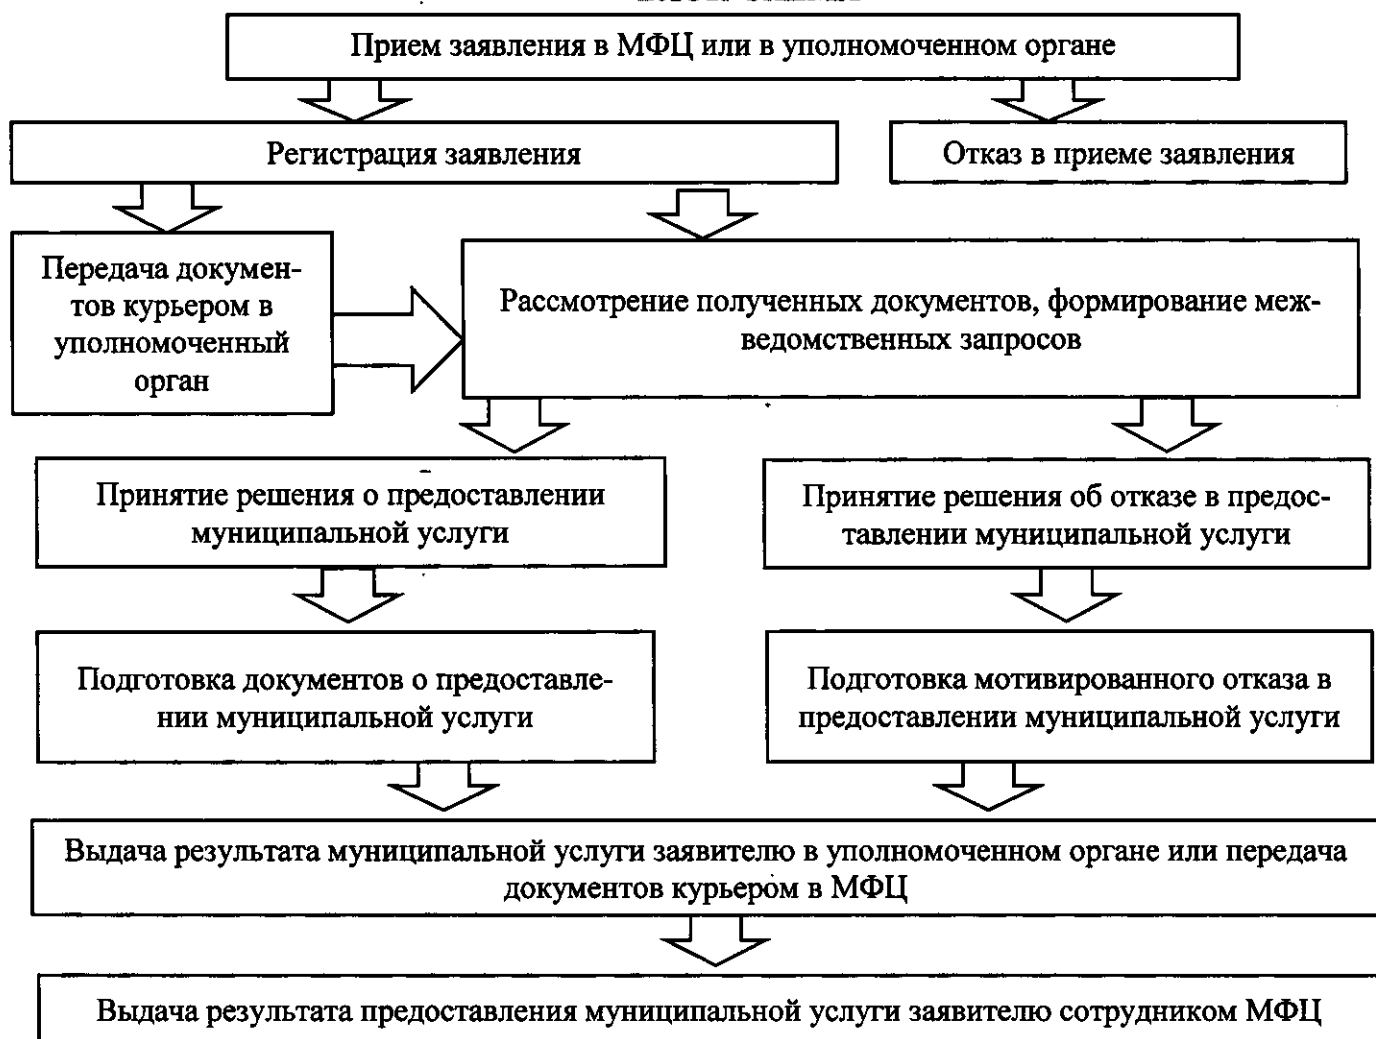 Прием заявления в МФЦ или в уполномоченном органе
Регистрация заявления
Отказ в приеме заявления
Передача докумен-
тов курьером в
уполномоченный
орган
Рассмотрение полученных документов, формирование меж-
ведомственных запросов
Принятие решения о предоставлении
муниципальной услуги
Принятие решения об отказе в предос-
тавлении муниципальной услуги
Подготовка документов о предоставле-
нии муниципальной услуги
Подготовка мотивированного отказа в
предоставлении муниципальной услуги
Выдача результата муниципальной услуги заявителю в уполномоченном органе или передача
документов курьером в МФЦ
Выдача результата предоставления муниципальной услуги заявителю сотрудником МФЦ